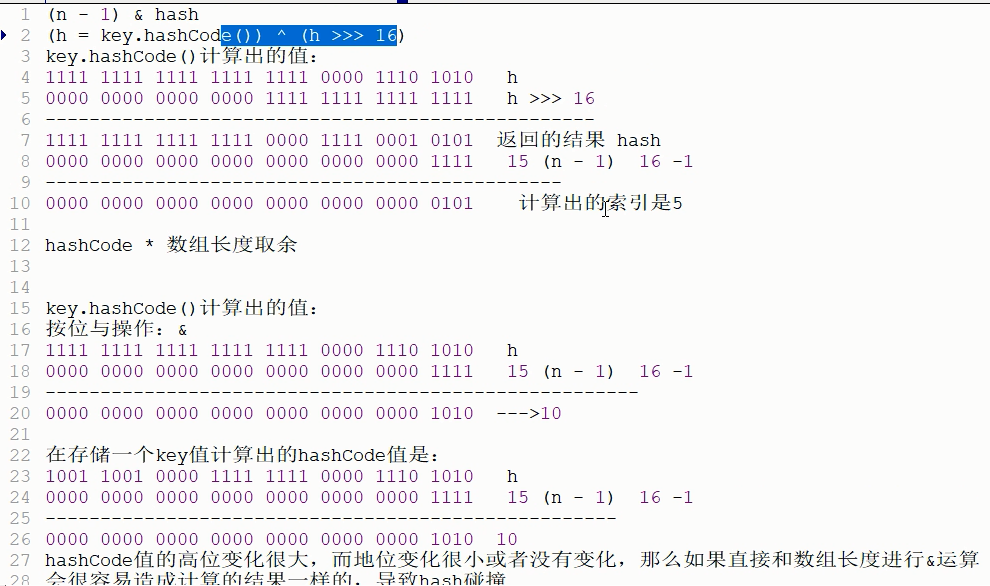 1 (n - 1) & hash
2 (h = key.hashCode()) ^ (h >>> 16)
3 key.hashCode()计算出的值:
4 1111 1111 1111 1111 1111 0000 1110 1010 h
5 0000 0000 0000 0000 1111 1111 1111 1111 h >>> 16
6 --------------------------------------------------
7 1111 1111 1111 1111 0000 1111 0001 0101 返回的结果 hash
8 0000 0000 0000 0000 0000 0000 0000 1111 15 (n - 1) 16 -1
9 -----------------------------------------------
10 0000 0000 0000 0000 0000 0000 0000 0101 计算出的索引是5
11
12 hashCode * 数组长度取余
13
14
15 key.hashCode()计算出的值:
16 按位与操作: &
17 1111 1111 1111 1111 1111 0000 1110 1010 h
18 0000 0000 0000 0000 0000 0000 0000 1111 15 (n - 1) 16 -1
19 ------------------------------------------------------
20 0000 0000 0000 0000 0000 0000 0000 1010 --->10
21
22 在存储一个key值计算出的hashCode值是:
23 1001 1001 0000 1111 1111 0000 1110 1010 h
24 0000 0000 0000 0000 0000 0000 0000 1111 15 (n - 1) 16 -1
25 ----------------------------------------------------
26 0000 0000 0000 0000 0000 0000 0000 1010 10
27 hashCode值的高位变化很大，而地位变化很小或者没有变化，那么如果直接和数组长度进行&运算
28 会很容易造成计算的结果一样的，导致hash碰撞